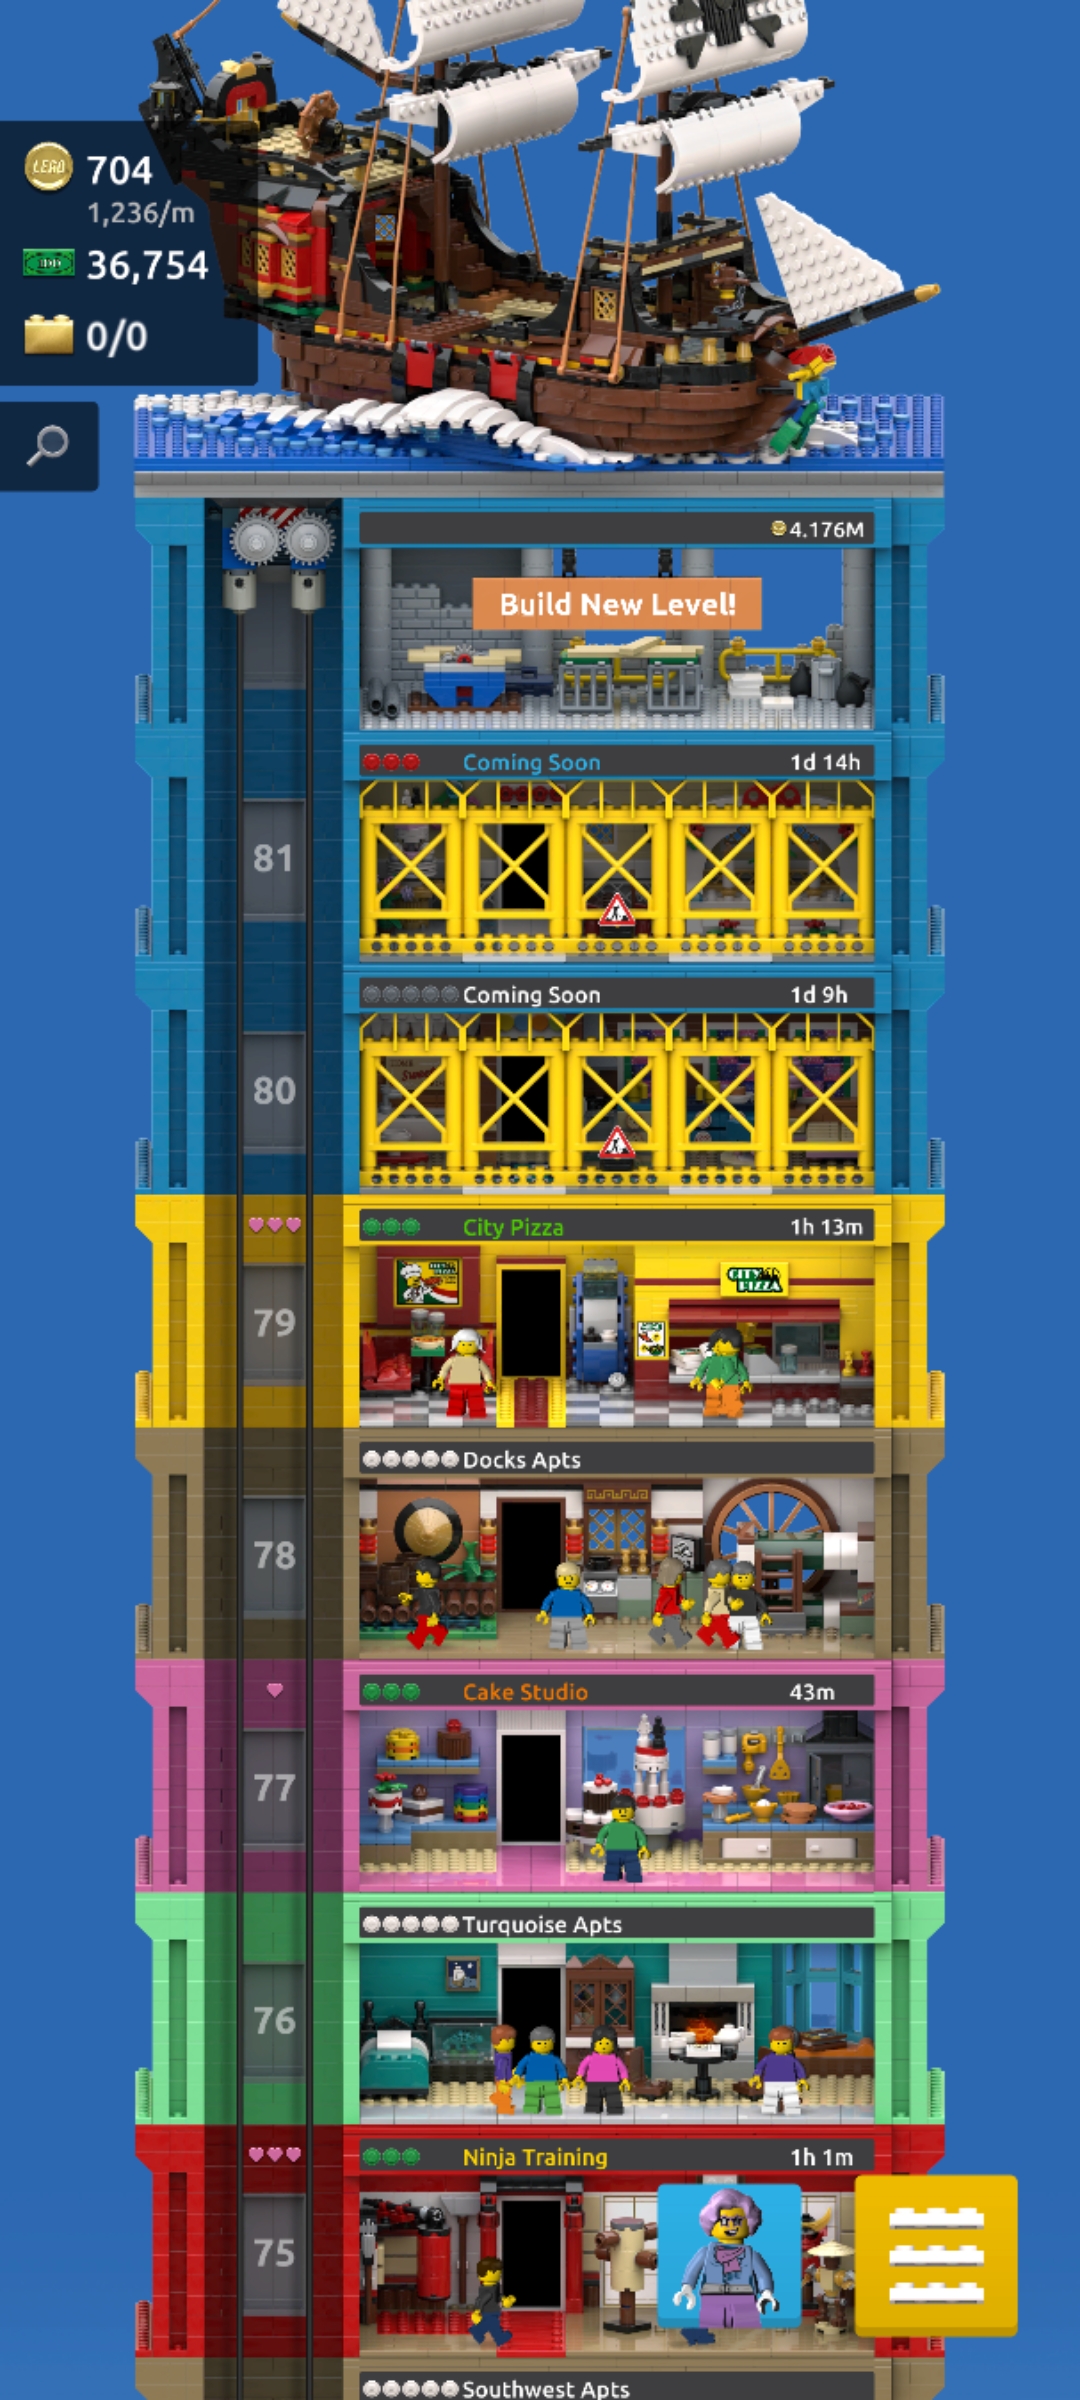 LEGO 704
1,236/m
36,754
0/0
4.176M
Build New Level!
Coming Soon 1d 14h
81
Coming Soon 1d 9h
80
City Pizza 1h 13m
CITY PIZZA
79
Docks Apts
78
Cake Studio 43m
77
Turquoise Apts
76
Ninja Training 1h 1m
75
Southwest Apts